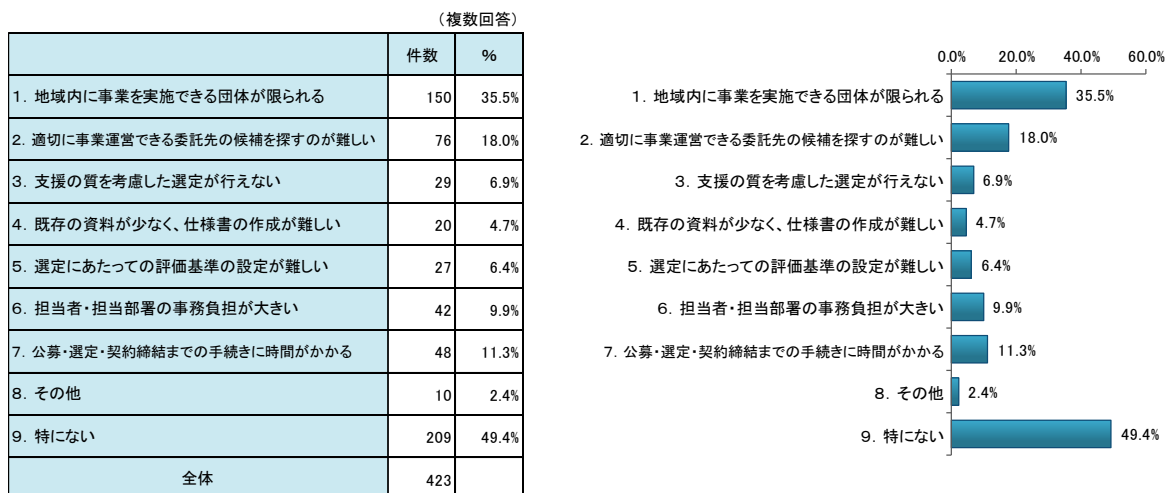 （複数回答）
件数 %
1．地域内に事業を実施できる団体が限られる 150 35.5%
2．適切に事業運営できる委託先の候補を探すのが難しい 76 18.0%
3．支援の質を考慮した選定が行えない 29 6.9%
4．既存の資料が少なく、仕様書の作成が難しい 20 4.7%
5．選定にあたっての評価基準の設定が難しい 27 6.4%
6．担当者・担当部署の事務負担が大きい 42 9.9%
7．公募・選定・契約締結までの手続きに時間がかかる 48 11.3%
8．その他 10 2.4%
9．特にない 209 49.4%
全体 423
0.0% 20.0% 40.0% 60.0%
1．地域内に事業を実施できる団体が限られる 35.5%
2．適切に事業運営できる委託先の候補を探すのが難しい 18.0%
3．支援の質を考慮した選定が行えない 6.9%
4．既存の資料が少なく、仕様書の作成が難しい 4.7%
5．選定にあたっての評価基準の設定が難しい 6.4%
6．担当者・担当部署の事務負担が大きい 9.9%
7．公募・選定・契約締結までの手続きに時間がかかる 11.3%
8．その他 2.4%
9．特にない 49.4%